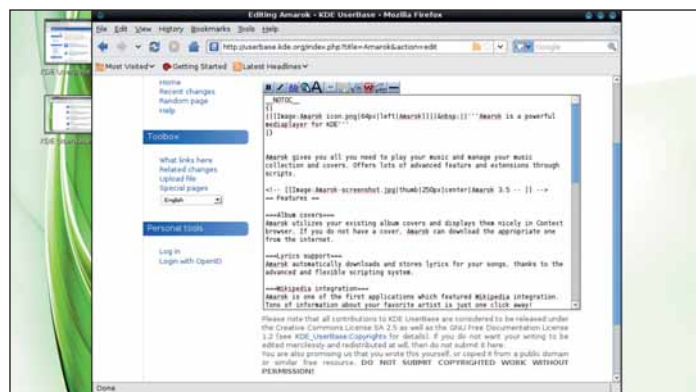 Editing Amarok - KDE UserBase - Mozilla Firefox
File Edit View History Bookmarks Tools Help
http://userbase.kde.org/index.php?title=Amarok&action=edit
Google
Most Visited Getting Started Latest Headlines
Home
Recent changes
Random page
Help
Toolbox
What links here
Related changes
Upload file
Special pages
English
Personal tools
Log in
Login with OpenID
__NOTOC__
{|
|[[Image:Amarok icon.png|64px|left|Amarok]]||&nbsp;||'''Amarok is a powerful
mediaplayer for KDE'''
|}
Amarok gives you all you need to play your music and manage your music
collection and covers. Offers lots of advanced feature and extensions through
scripts.
<!-- [[Image:Amarok-screenshot.jpg|thumb|250px|center|Amarok 3.5 -- ]] -->
== Features ==
===Album covers===
Amarok utilizes your existing album covers and displays them nicely in Context
browser. If you do not have a cover, Amarok can download the appropriate one
from the internet.
===Lyrics support===
Amarok automatically downloads and stores lyrics for your songs, thanks to the
advanced and flexible scripting system.
===Wikipedia integration===
Amarok is one of the first applications which featured Wikipedia integration.
Tons of information about your favorite artist is just one click away!
Please note that all contributions to KDE UserBase are considered to be released under
the Creative Commons License SA 2.5 as well as the GNU Free Documentation License
1.2 (see KDE_UserBase:Copyrights for details). If you do not want your writing to be
edited mercilessly and redistributed at will, then do not submit it here.
You are also promising us that you wrote this yourself, or copied it from a public domain
or similar free resource. DO NOT SUBMIT COPYRIGHTED WORK WITHOUT
PERMISSION!
Done